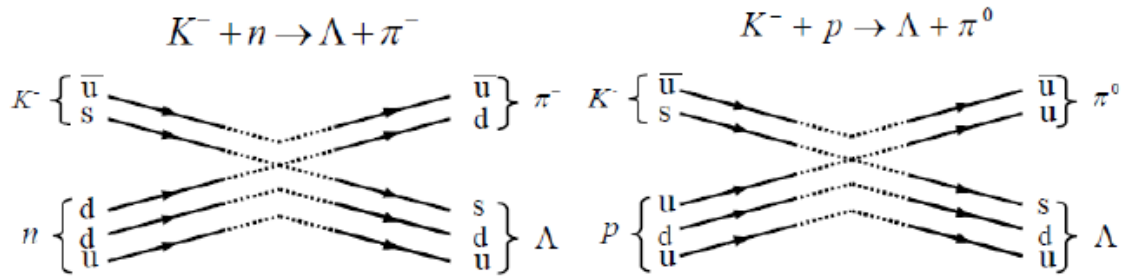 K⁻ + n → Λ + π⁻
K⁻ + p → Λ + π⁰
K⁻ { u̅ s
u̅ d } π⁻
n { d d u
s d u } Λ
K⁻ { u̅ s
u̅ u } π⁰
p { u d u
s d u } Λ